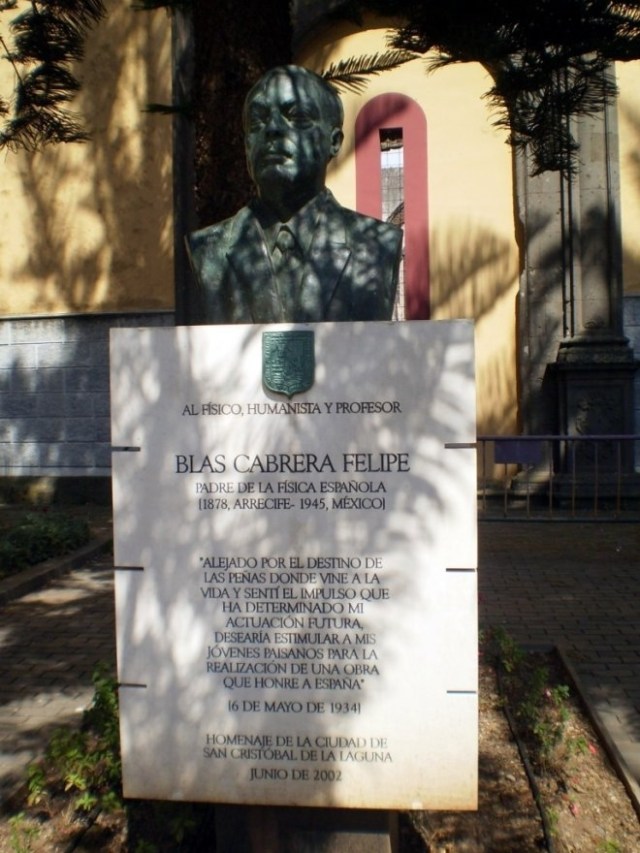 AL FÍSICO, HUMANISTA Y PROFESOR
BLAS CABRERA FELIPE
PADRE DE LA FÍSICA ESPAÑOLA
(1878, ARRECIFE- 1945, MÉXICO)
"ALEJADO POR EL DESTINO DE
LAS PEÑAS DONDE VINE A LA
VIDA Y SENTÍ EL IMPULSO QUE
HA DETERMINADO MI
ACTUACIÓN FUTURA,
DESEARÍA ESTIMULAR A MIS
JÓVENES PAISANOS PARA LA
REALIZACIÓN DE UNA OBRA
QUE HONRE A ESPAÑA"
(6 DE MAYO DE 1934)
HOMENAJE DE LA CIUDAD DE
SAN CRISTÓBAL DE LA LAGUNA
JUNIO DE 2002